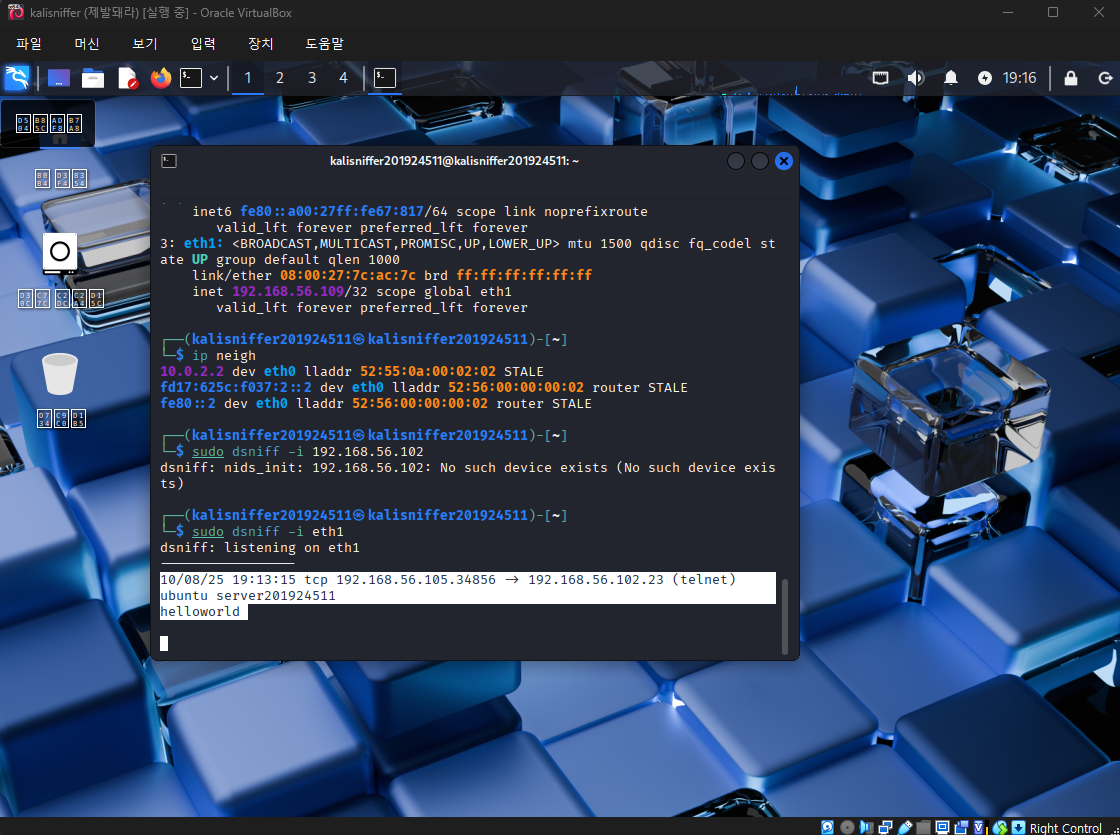 kalisniffer (제발돼라) [실행 중] - Oracle VirtualBox
파일 머신 보기 입력 장치 도움말
1 2 3 4 19:16
kalisniffer201924511@kalisniffer201924511: ~
inet6 fe80::a00:27ff:fe67:817/64 scope link noprefixroute
valid_lft forever preferred_lft forever
3: eth1: <BROADCAST,MULTICAST,PROMISC,UP,LOWER_UP> mtu 1500 qdisc fq_codel st
ate UP group default qlen 1000
link/ether 08:00:27:7c:ac:7c brd ff:ff:ff:ff:ff:ff
inet 192.168.56.109/32 scope global eth1
valid_lft forever preferred_lft forever
┌──(kalisniffer201924511㉿kalisniffer201924511)-[~]
└─$ ip neigh
10.0.2.2 dev eth0 lladdr 52:55:0a:00:02:02 STALE
fd17:625c:f037:2::2 dev eth0 lladdr 52:56:00:00:00:02 router STALE
fe80::2 dev eth0 lladdr 52:56:00:00:00:02 router STALE
┌──(kalisniffer201924511㉿kalisniffer201924511)-[~]
└─$ sudo dsniff -i 192.168.56.102
dsniff: nids_init: 192.168.56.102: No such device exists (No such device exis
ts)
┌──(kalisniffer201924511㉿kalisniffer201924511)-[~]
└─$ sudo dsniff -i eth1
dsniff: listening on eth1
-----------------
10/08/25 19:13:15 tcp 192.168.56.105.34856 -> 192.168.56.102.23 (telnet)
ubuntu server201924511
helloworld
Right Control